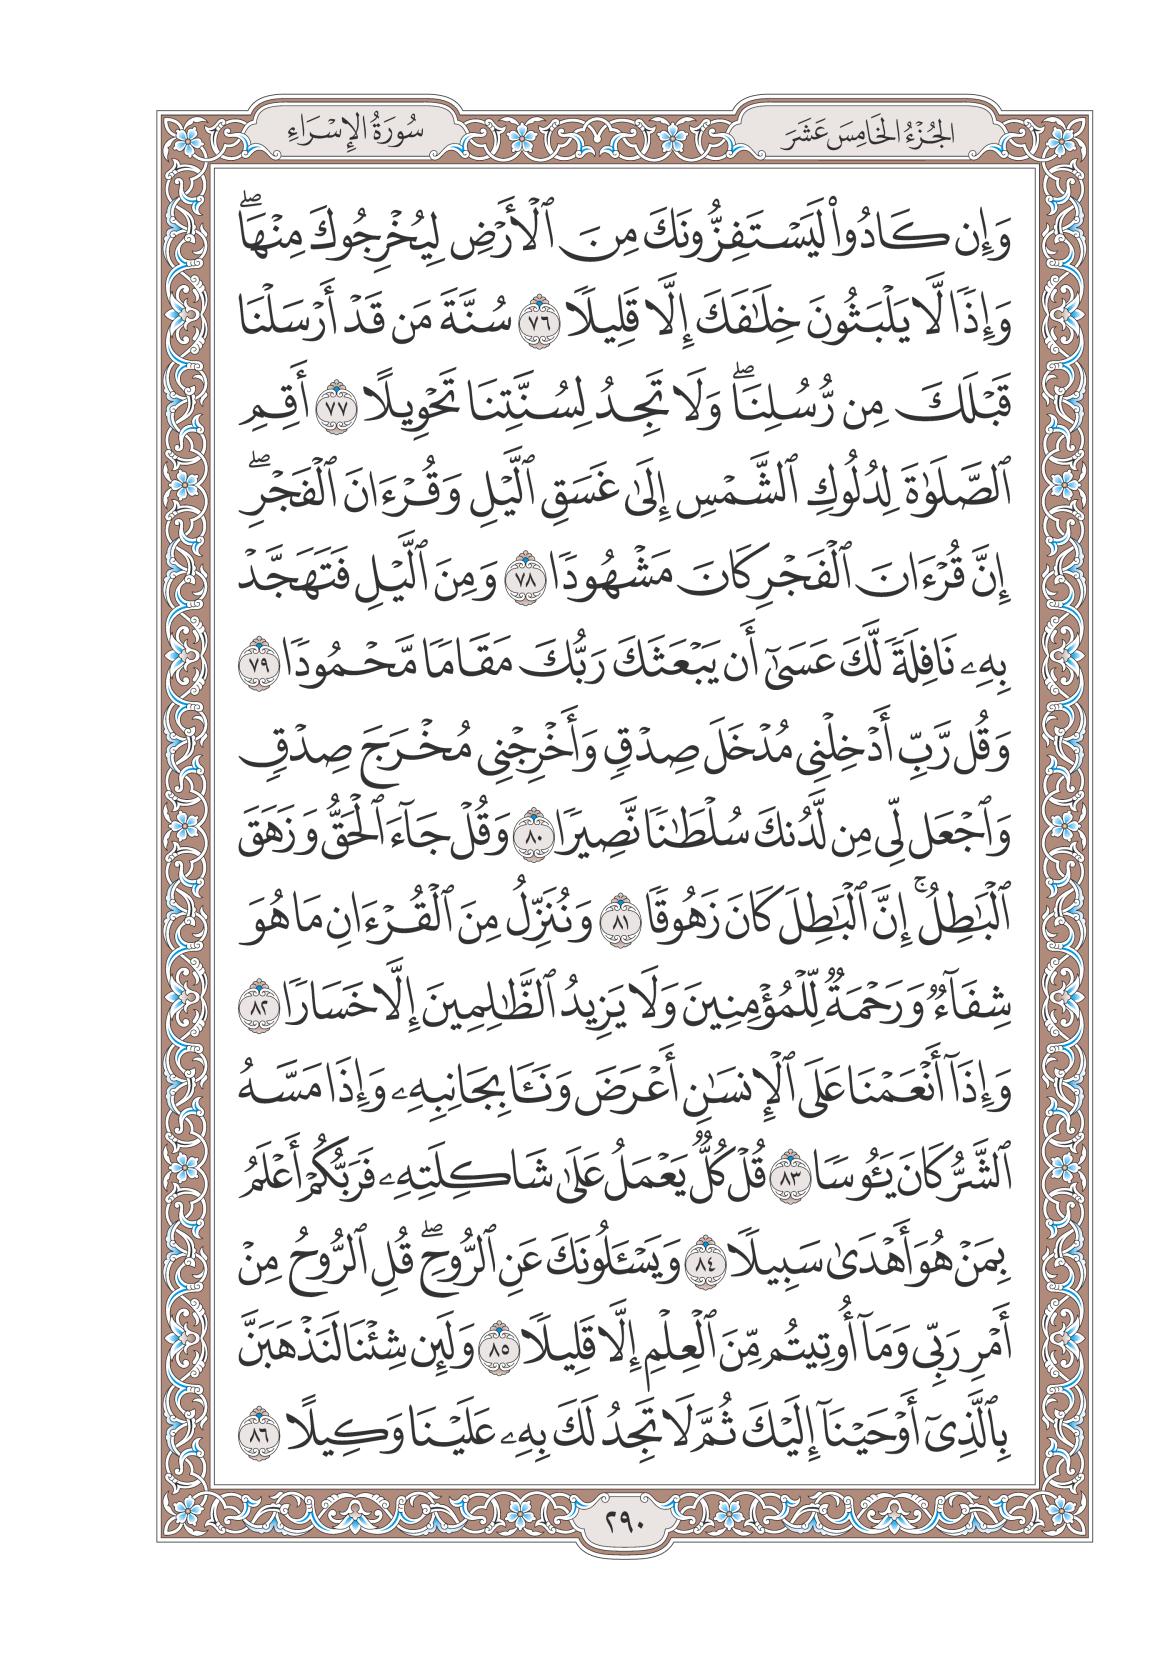 الجُزْءُ الخَامِسَ عَشَرَ
سُورَةُ الإِسْرَاءِ
وَإِن كَادُوا۟ لَيَسْتَفِزُّونَكَ مِنَ ٱلْأَرْضِ لِيُخْرِجُوكَ مِنْهَا ۖ
وَإِذًا لَّا يَلْبَثُونَ خِلَـٰفَكَ إِلَّا قَلِيلًا ٧٦ سُنَّةَ مَن قَدْ أَرْسَلْنَا
قَبْلَكَ مِن رُّسُلِنَا ۖ وَلَا تَجِدُ لِسُنَّتِنَا تَحْوِيلًا ٧٧ أَقِمِ
ٱلصَّلَوٰةَ لِدُلُوكِ ٱلشَّمْسِ إِلَىٰ غَسَقِ ٱلَّيْلِ وَقُرْءَانَ ٱلْفَجْرِ ۖ
إِنَّ قُرْءَانَ ٱلْفَجْرِ كَانَ مَشْهُودًا ٧٨ وَمِنَ ٱلَّيْلِ فَتَهَجَّدْ
بِهِۦ نَافِلَةً لَّكَ عَسَىٰٓ أَن يَبْعَثَكَ رَبُّكَ مَقَامًا مَّحْمُودًا ٧٩
وَقُل رَّبِّ أَدْخِلْنِى مُدْخَلَ صِدْقٍ وَأَخْرِجْنِى مُخْرَجَ صِدْقٍ
وَٱجْعَل لِّى مِن لَّدُنكَ سُلْطَـٰنًا نَّصِيرًا ٨٠ وَقُلْ جَآءَ ٱلْحَقُّ وَزَهَقَ
ٱلْبَـٰطِلُ ۚ إِنَّ ٱلْبَـٰطِلَ كَانَ زَهُوقًا ٨١ وَنُنَزِّلُ مِنَ ٱلْقُرْءَانِ مَا هُوَ
شِفَآءٌ وَرَحْمَةٌ لِّلْمُؤْمِنِينَ وَلَا يَزِيدُ ٱلظَّـٰلِمِينَ إِلَّا خَسَارًا ٨٢
وَإِذَآ أَنْعَمْنَا عَلَى ٱلْإِنسَـٰنِ أَعْرَضَ وَنَـَٔا بِجَانِبِهِۦ وَإِذَا مَسَّهُ
ٱلشَّرُّ كَانَ يَـُٔوسًا ٨٣ قُلْ كُلٌّ يَعْمَلُ عَلَىٰ شَاكِلَتِهِۦ فَرَبُّكُمْ أَعْلَمُ
بِمَنْ هُوَ أَهْدَىٰ سَبِيلًا ٨٤ وَيَسْـَٔلُونَكَ عَنِ ٱلرُّوحِ ۖ قُلِ ٱلرُّوحُ مِنْ
أَمْرِ رَبِّى وَمَآ أُوتِيتُم مِّنَ ٱلْعِلْمِ إِلَّا قَلِيلًا ٨٥ وَلَئِن شِئْنَا لَنَذْهَبَنَّ
بِٱلَّذِىٓ أَوْحَيْنَآ إِلَيْكَ ثُمَّ لَا تَجِدُ لَكَ بِهِۦ عَلَيْنَا وَكِيلًا ٨٦
٢٩٠